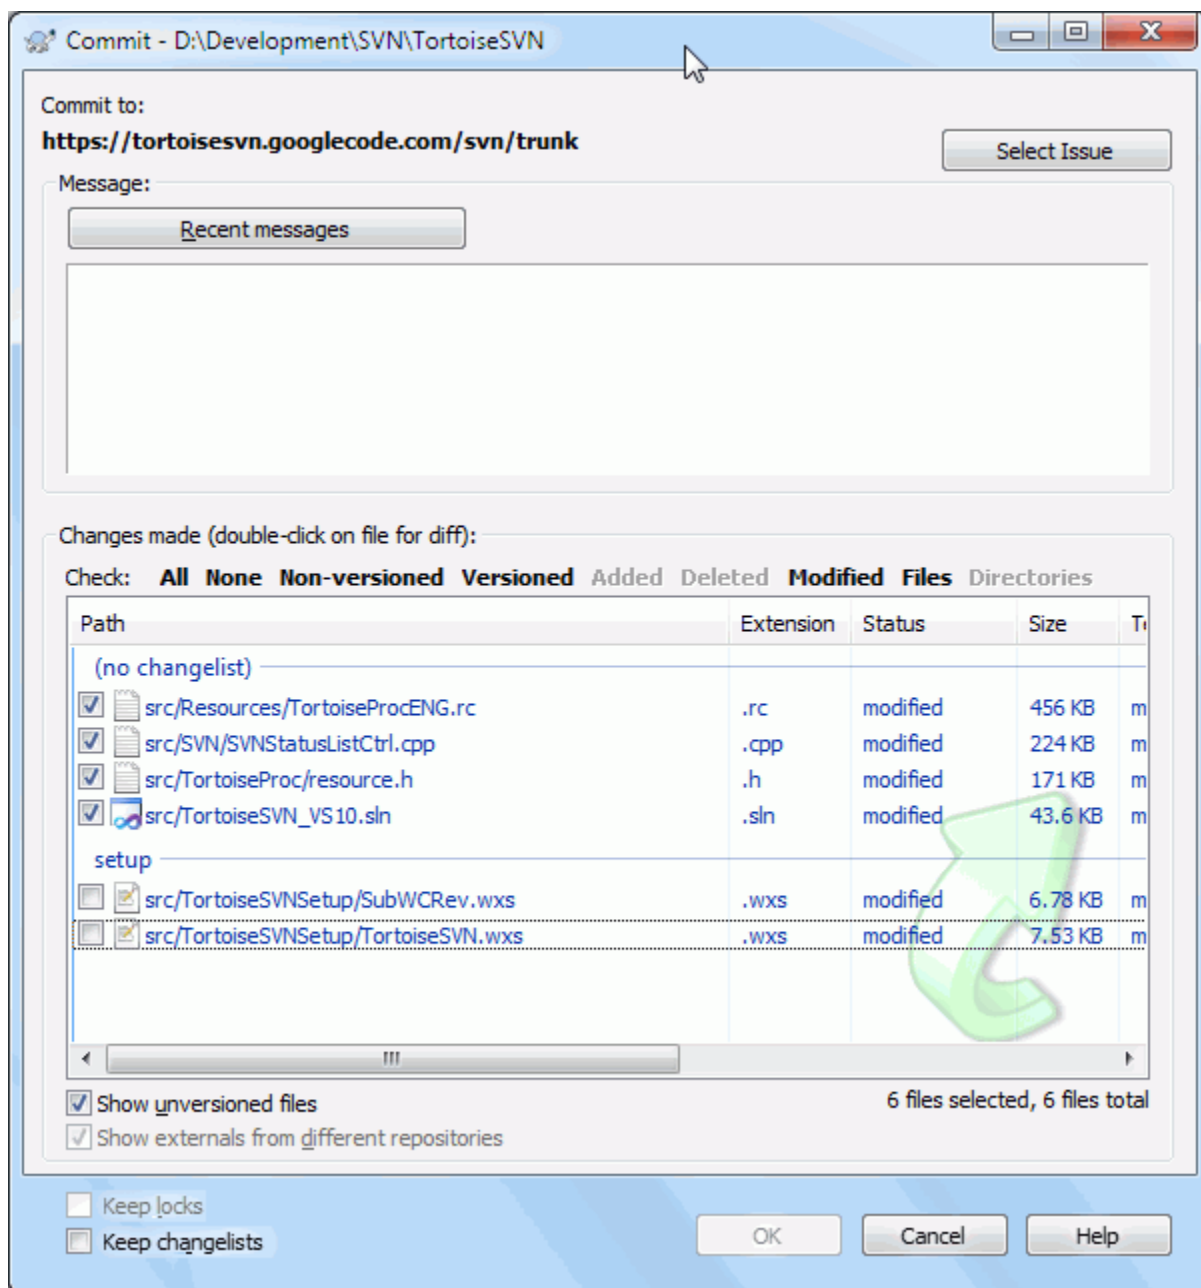 Commit - D:\Development\SVN\TortoiseSVN
Commit to:
https://tortoisesvn.googlecode.com/svn/trunk
Select Issue
Message:
Recent messages
Changes made (double-click on file for diff):
Check: All None Non-versioned Versioned Added Deleted Modified Files Directories
Path Extension Status Size
(no changelist)
src/Resources/TortoiseProcENG.rc .rc modified 456 KB m
src/SVN/SVNStatusListCtrl.cpp .cpp modified 224 KB m
src/TortoiseProc/resource.h .h modified 171 KB m
src/TortoiseSVN_VS10.sln .sln modified 43.6 KB m
setup
src/TortoiseSVNSetup/SubWCRev.wxs .wxs modified 6.78 KB m
src/TortoiseSVNSetup/TortoiseSVN.wxs .wxs modified 7.53 KB m
Show unversioned files
6 files selected, 6 files total
Show externals from different repositories
Keep locks
Keep changelists
OK Cancel Help